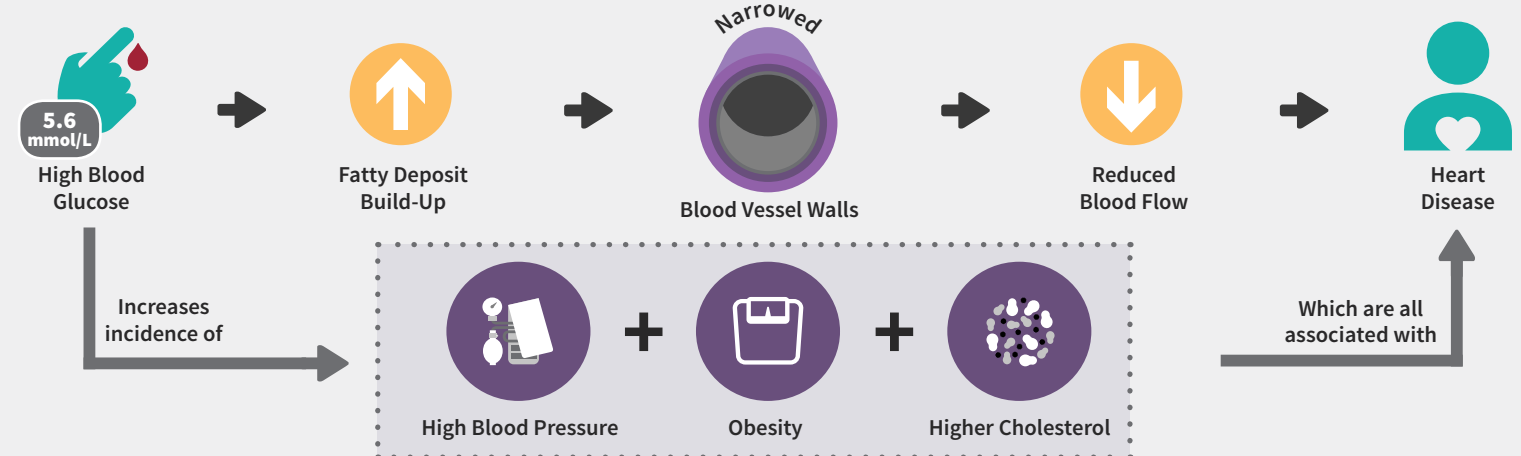 Narrowed
5.6
mmol/L
High Blood
Glucose
Fatty Deposit
Build-Up
Blood Vessel Walls
Reduced
Blood Flow
Heart
Disease
Increases
incidence of
Which are all
associated with
High Blood Pressure
+
Obesity
+
Higher Cholesterol